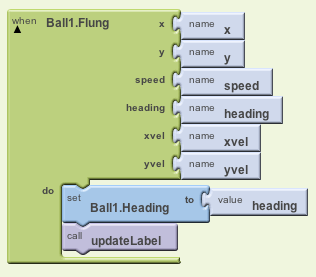 when Ball1.Flung x name x
y name y
speed name speed
heading name heading
xvel name xvel
yvel name yvel
do set Ball1.Heading to value heading
call updateLabel